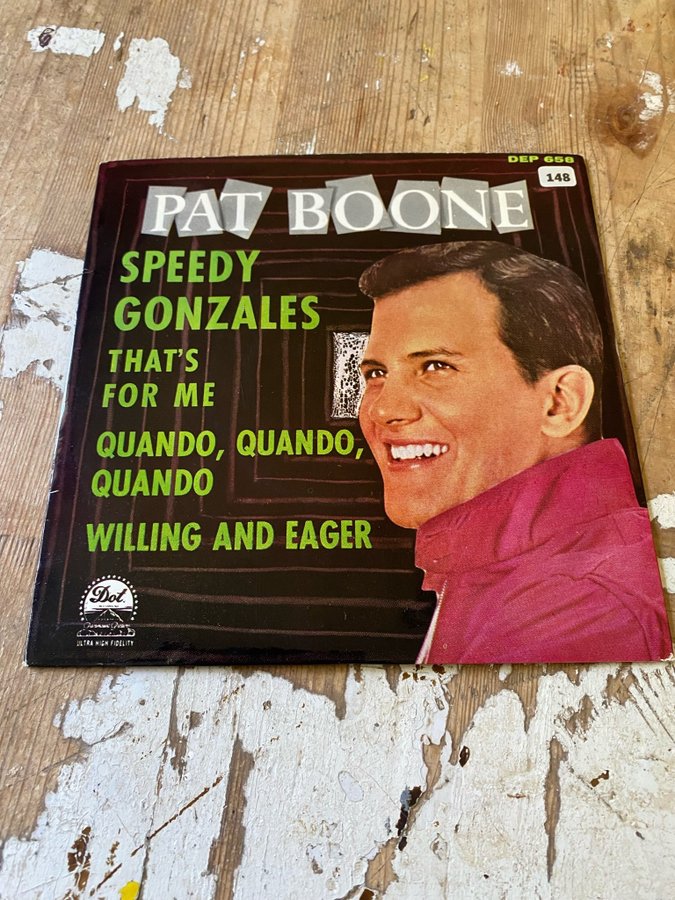 DEP 658
148
PAT BOONE
SPEEDY
GONZALES
THAT'S
FOR ME
QUANDO, QUANDO,
QUANDO
WILLING AND EAGER
Dot
ULTRA HIGH FIDELITY